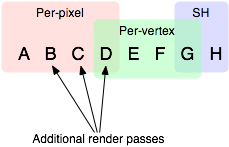 Per-pixel
SH
Per-vertex
A B C D E F G H
Additional render passes